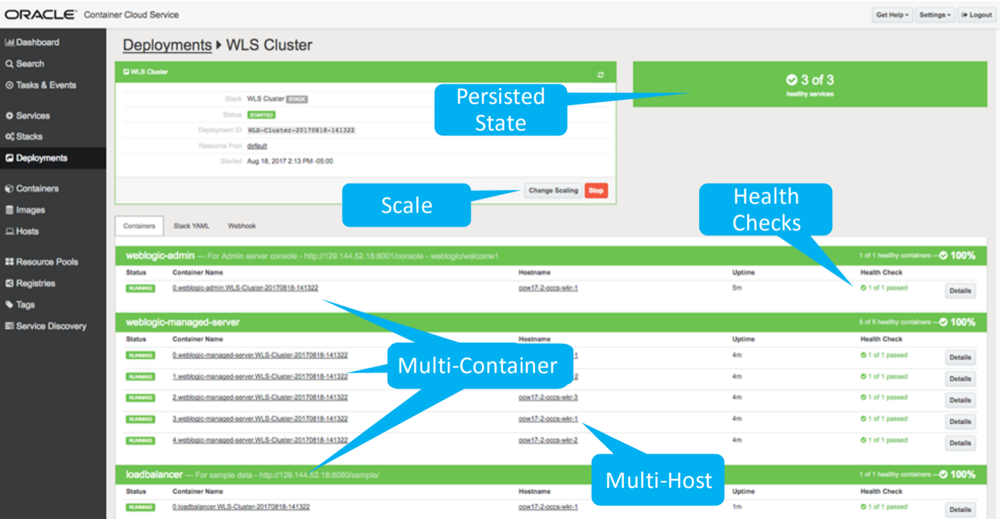 ORACLE® Container Cloud Service
Get Help Settings Logout
Dashboard
Search
Tasks & Events
Services
Stacks
Deployments
Containers
Images
Hosts
Resource Pools
Registries
Tags
Service Discovery
Deployments WLS Cluster
WLS Cluster
Stack WLS Cluster STACK
Status STARTED
Deployment ID WLS-Cluster-20170818-141322
Resource Pool default
Started Aug 18, 2017 2:13 PM -05:00
Change Scaling Stop
3 of 3
healthy services
Persisted
State
Scale
Health
Checks
Containers Stack YAML Webhook
weblogic-admin — For Admin server console - http://129.144.52.18:8001/console - weblogic/welcome1 1 of 1 healthy containers — 100%
Status Container Name Hostname Uptime Health Check
RUNNING 0.weblogic-admin.WLS-Cluster-20170818-141322 oow17-2-occs-wkr-1 5m 1 of 1 passed Details
weblogic-managed-server 5 of 5 healthy containers — 100%
Status Container Name Hostname Uptime Health Check
RUNNING 0.weblogic-managed-server.WLS-Cluster-20170818-141322 -1 4m 1 of 1 passed Details
RUNNING 1.weblogic-managed-server.WLS-Cluster-20170818-141322 -2 4m 1 of 1 passed Details
RUNNING 2.weblogic-managed-server.WLS-Cluster-20170818-141322 oow17-2-occs-wkr-3 4m 1 of 1 passed Details
RUNNING 3.weblogic-managed-server.WLS-Cluster-20170818-141322 oow17-2-occs-wkr-1 4m 1 of 1 passed Details
RUNNING 4.weblogic-managed-server.WLS-Cluster-20170818-141322 oow17-2-occs-wkr-2 4m 1 of 1 passed Details
Multi-Container
Multi-Host
loadbalancer — For sample data - http://129.144.52.18:8080/sample/ 1 of 1 healthy containers — 100%
Status Container Name Hostname Uptime Health Check
RUNNING 0.loadbalancer.WLS-Cluster-20170818-141322 oow17-2-occs-wkr-1 1m 1 of 1 passed Details